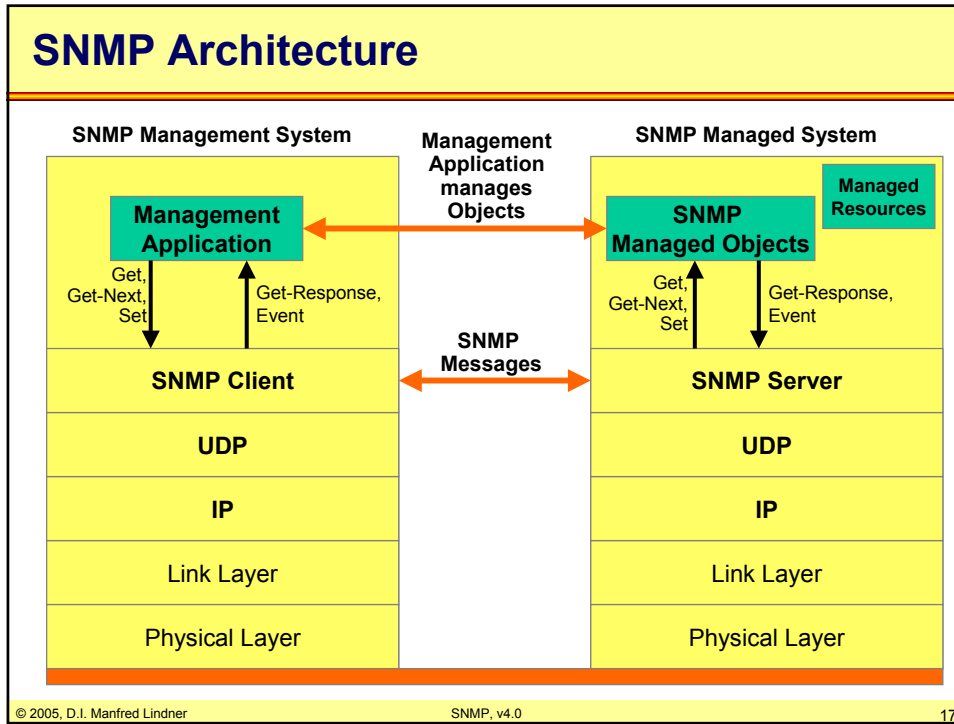 SNMP Architecture
SNMP Management System
Management
Application
manages
Objects
SNMP Managed System
Managed
Resources
Management
Application
SNMP
Managed Objects
Get,
Get-Next,
Set
Get-Response,
Event
Get,
Get-Next,
Set
Get-Response,
Event
SNMP
Messages
SNMP Client
SNMP Server
UDP
UDP
IP
IP
Link Layer
Link Layer
Physical Layer
Physical Layer
© 2005, D.I. Manfred Lindner
SNMP, v4.0
17